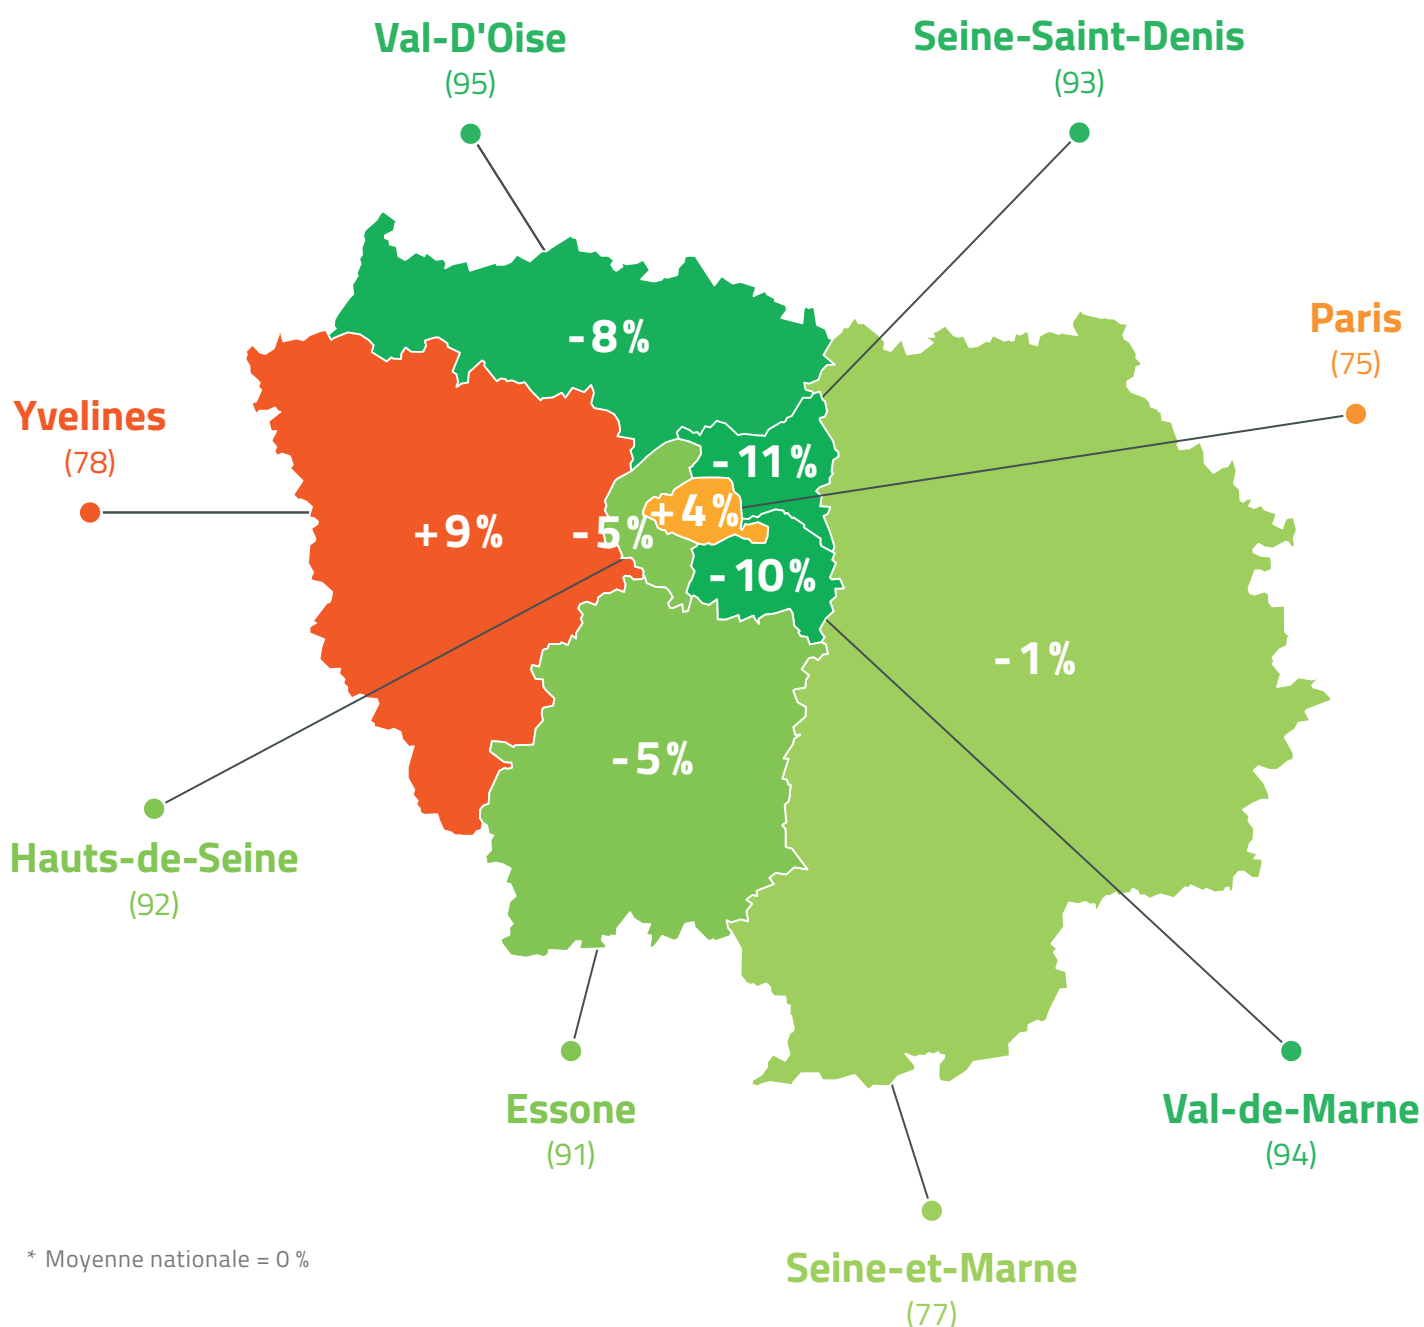 Val-D'Oise
(95)
Seine-Saint-Denis
(93)
Paris
(75)
Yvelines
(78)
-8%
-11%
+4%
+9%
-5%
-10%
-1%
-5%
Hauts-de-Seine
(92)
Essone
(91)
Val-de-Marne
(94)
Seine-et-Marne
(77)
* Moyenne nationale = 0 %